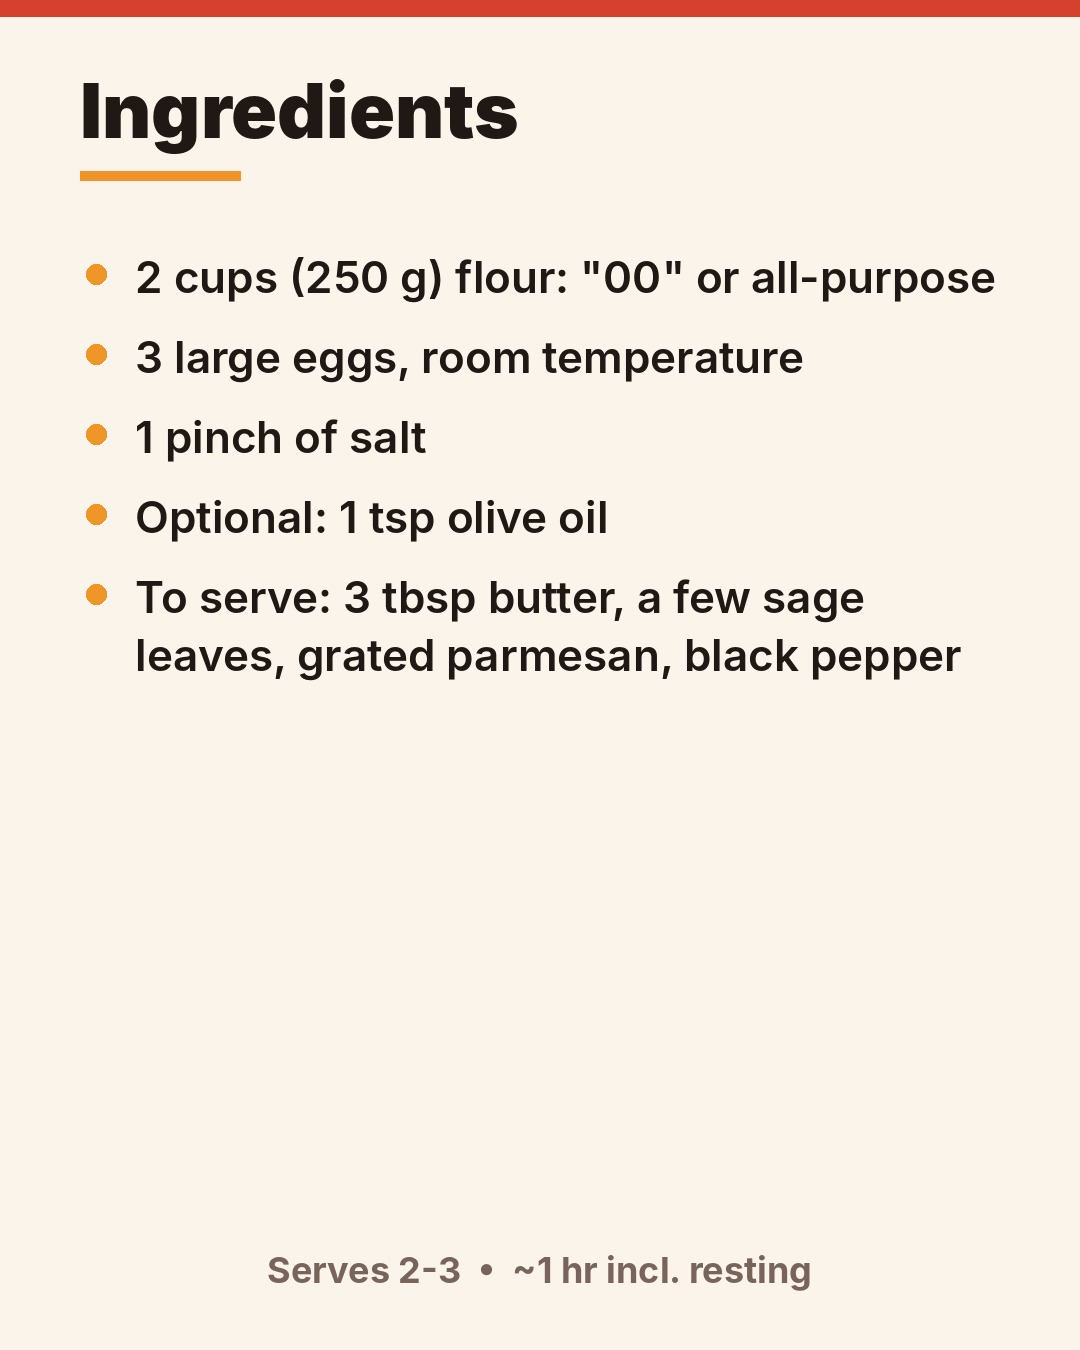 Ingredients
2 cups (250 g) flour: "00" or all-purpose
3 large eggs, room temperature
1 pinch of salt
Optional: 1 tsp olive oil
To serve: 3 tbsp butter, a few sage
leaves, grated parmesan, black pepper
Serves 2-3 • ~1 hr incl. resting